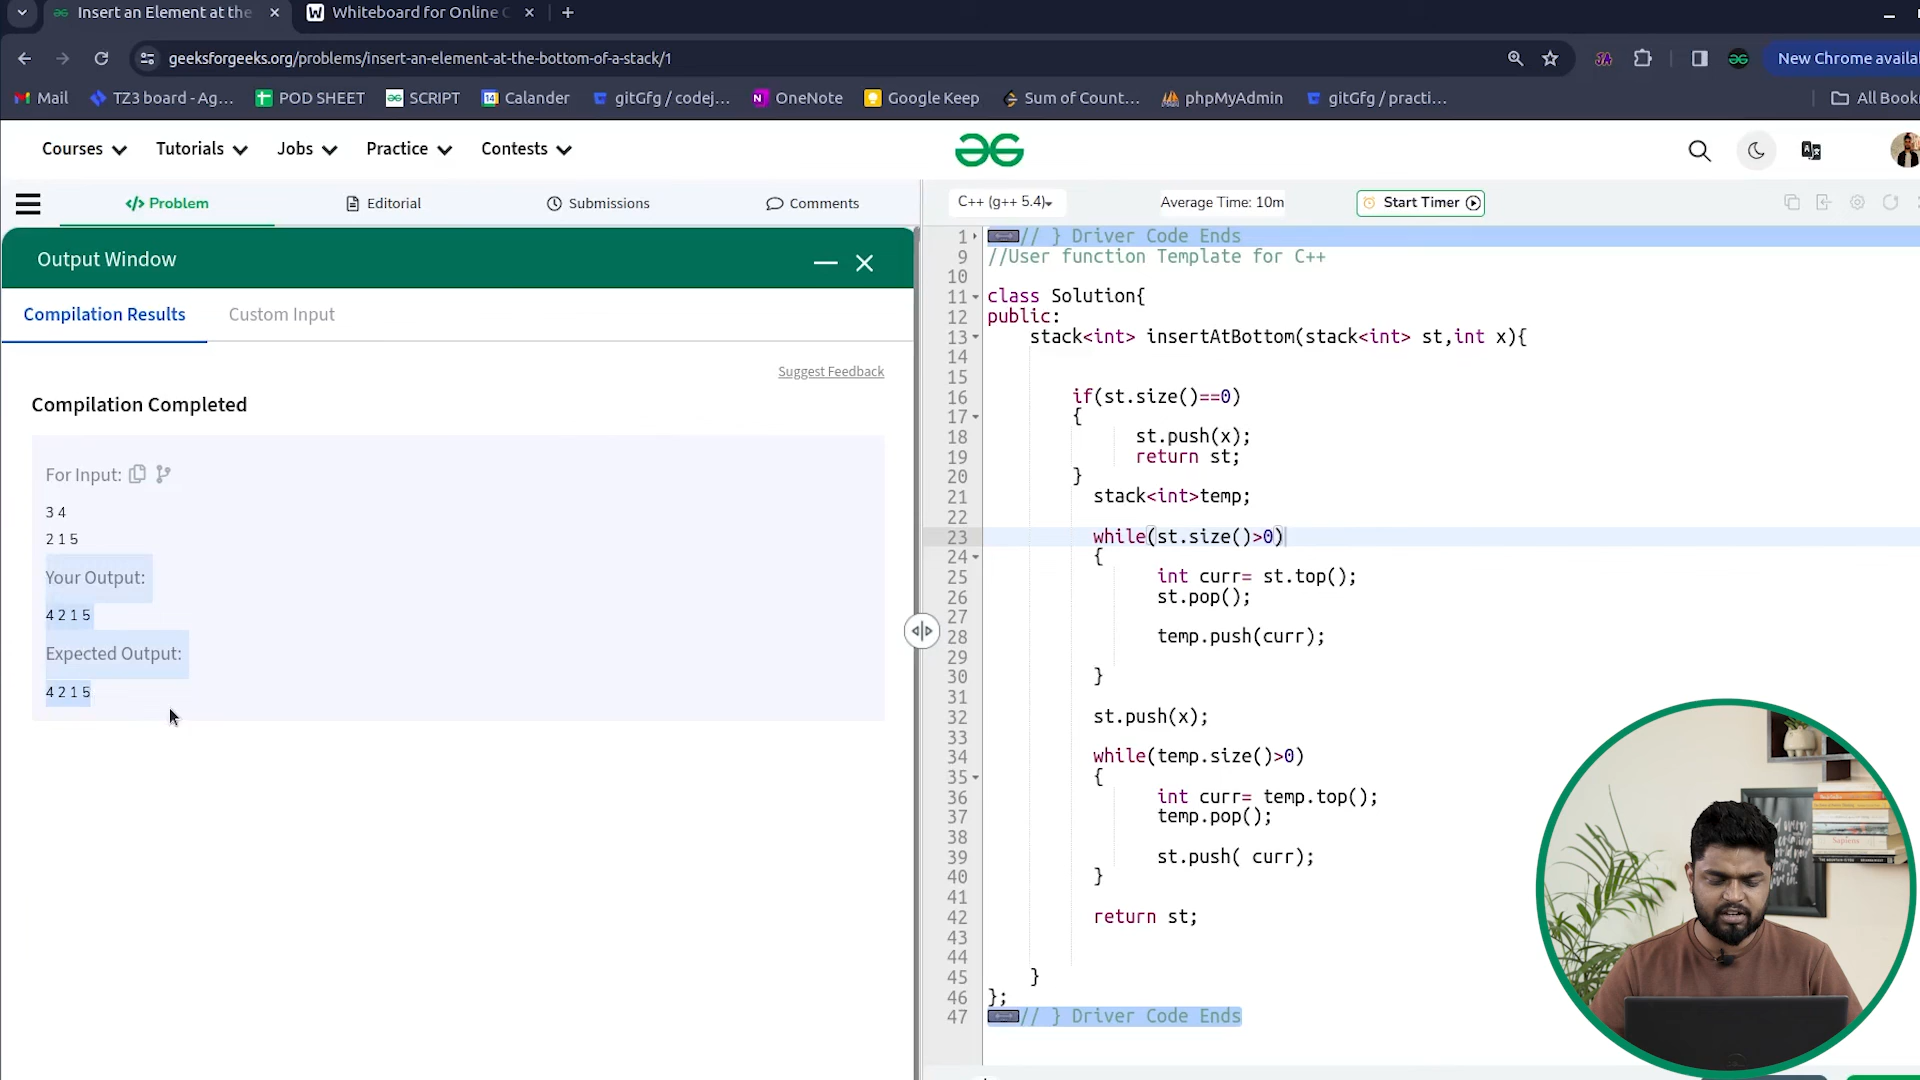 Insert an Element at the
Whiteboard for Online
geeksforgeeks.org/problems/insert-an-element-at-the-bottom-of-a-stack/1
New Chrome availa
Mail
TZ3 board - Ag...
POD SHEET
SCRIPT
Calander
gitGfg / codej...
OneNote
Google Keep
Sum of Count...
phpMyAdmin
gitGfg / practi...
All Book
Courses
Tutorials
Jobs
Practice
Contests
</> Problem
Editorial
Submissions
Comments
C++ (g++ 5.4)
Average Time: 10m
Start Timer
Output Window
Compilation Results
Custom Input
Suggest Feedback
Compilation Completed
For Input:
3 4
2 1 5
Your Output:
4 2 1 5
Expected Output:
4 2 1 5
1 // } Driver Code Ends
9 //User function Template for C++
10
11 class Solution{
12 public:
13 stack<int> insertAtBottom(stack<int> st,int x){
14
15
16 if(st.size()==0)
17 {
18 st.push(x);
19 return st;
20 }
21 stack<int>temp;
22
23 while(st.size()>0)
24 {
25 int curr= st.top();
26 st.pop();
27
28 temp.push(curr);
29
30 }
31
32 st.push(x);
33
34 while(temp.size()>0)
35 {
36 int curr= temp.top();
37 temp.pop();
38
39 st.push( curr);
40 }
41
42 return st;
43
44
45 }
46 };
47 // } Driver Code Ends